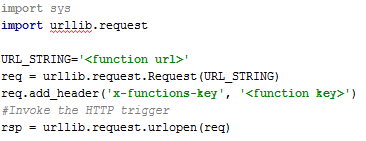 import sys
import urllib.request
URL_STRING='<function url>'
req = urllib.request.Request(URL_STRING)
req.add_header('x-functions-key', '<function key>')
#Invoke the HTTP trigger
rsp = urllib.request.urlopen(req)